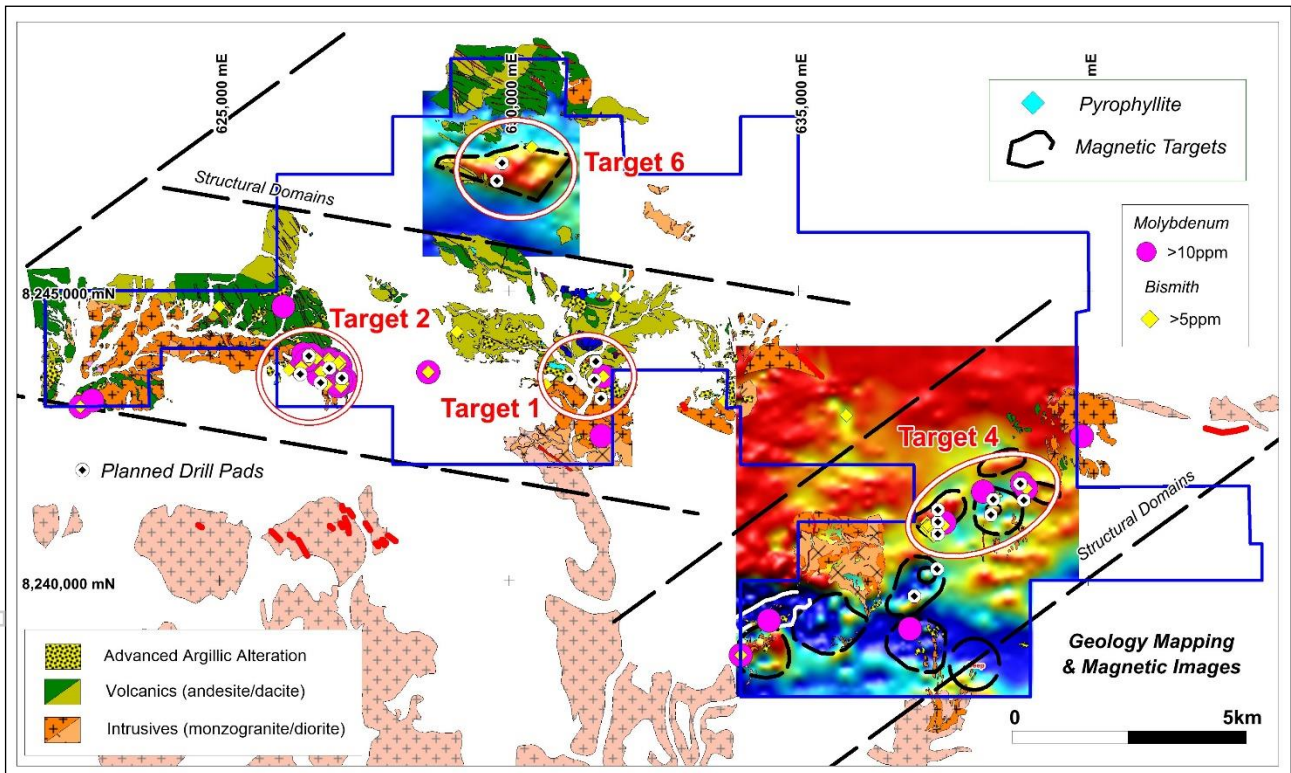 625,000 mE
630,000 mE
635,000 mE
mE
Pyrophyllite
Magnetic Targets
Target 6
Structural Domains
Molybdenum
>10ppm
Bismith
>5ppm
8,245,000 mN
Target 2
Target 1
Target 4
Planned Drill Pads
Structural Domains
8,240,000 mN
Advanced Argillic Alteration
Volcanics (andesite/dacite)
Intrusives (monzogranite/diorite)
Geology Mapping
& Magnetic Images
0
5km